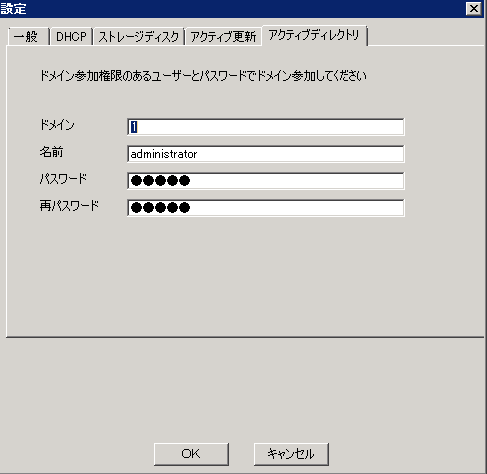 設定
一般 DHCP ストレージディスク アクティブ更新 アクティブディレクトリ
ドメイン参加権限のあるユーザーとパスワードでドメイン参加してください
ドメイン 1
名前 administrator
パスワード ●●●●●
再パスワード ●●●●●
OK キャンセル